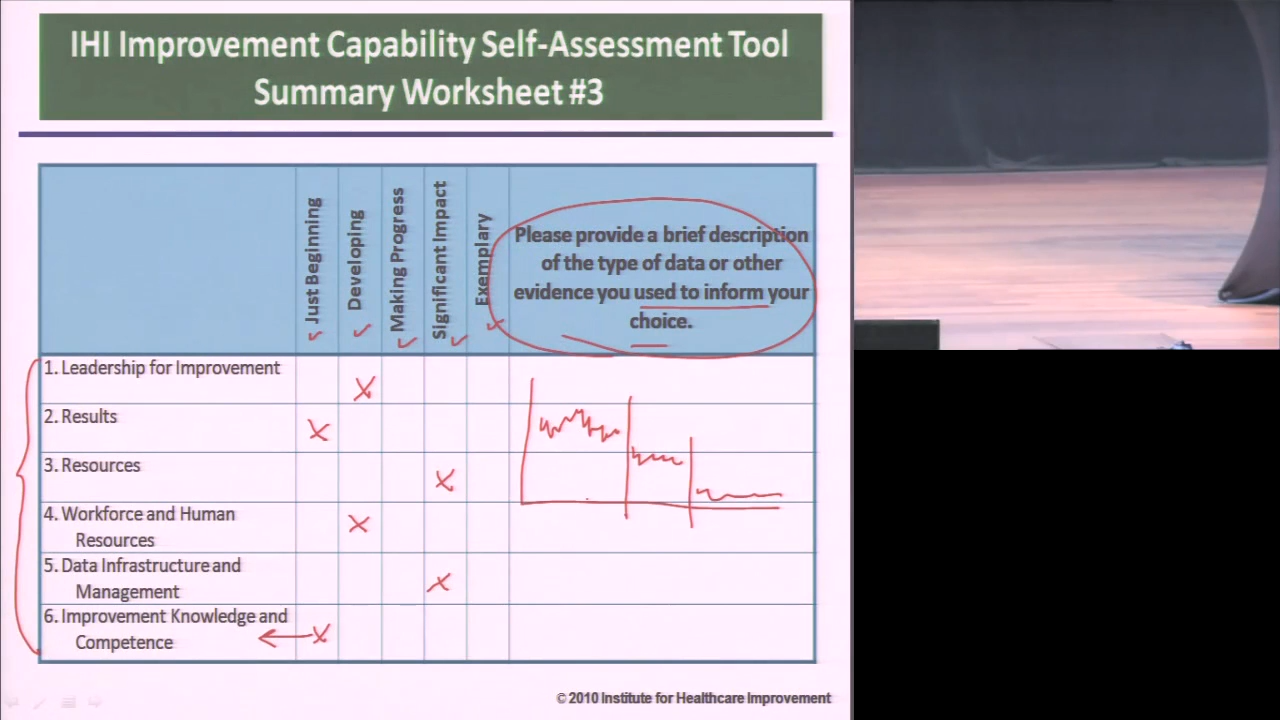 IHI Improvement Capability Self-Assessment Tool
Summary Worksheet #3
Just Beginning
Developing
Making Progress
Significant Impact
Exemplary
Please provide a brief description
of the type of data or other
evidence you used to inform your
choice.
1. Leadership for Improvement
X
2. Results
X
3. Resources
X
4. Workforce and Human
Resources
X
5. Data Infrastructure and
Management
X
6. Improvement Knowledge and
Competence
X
© 2010 Institute for Healthcare Improvement